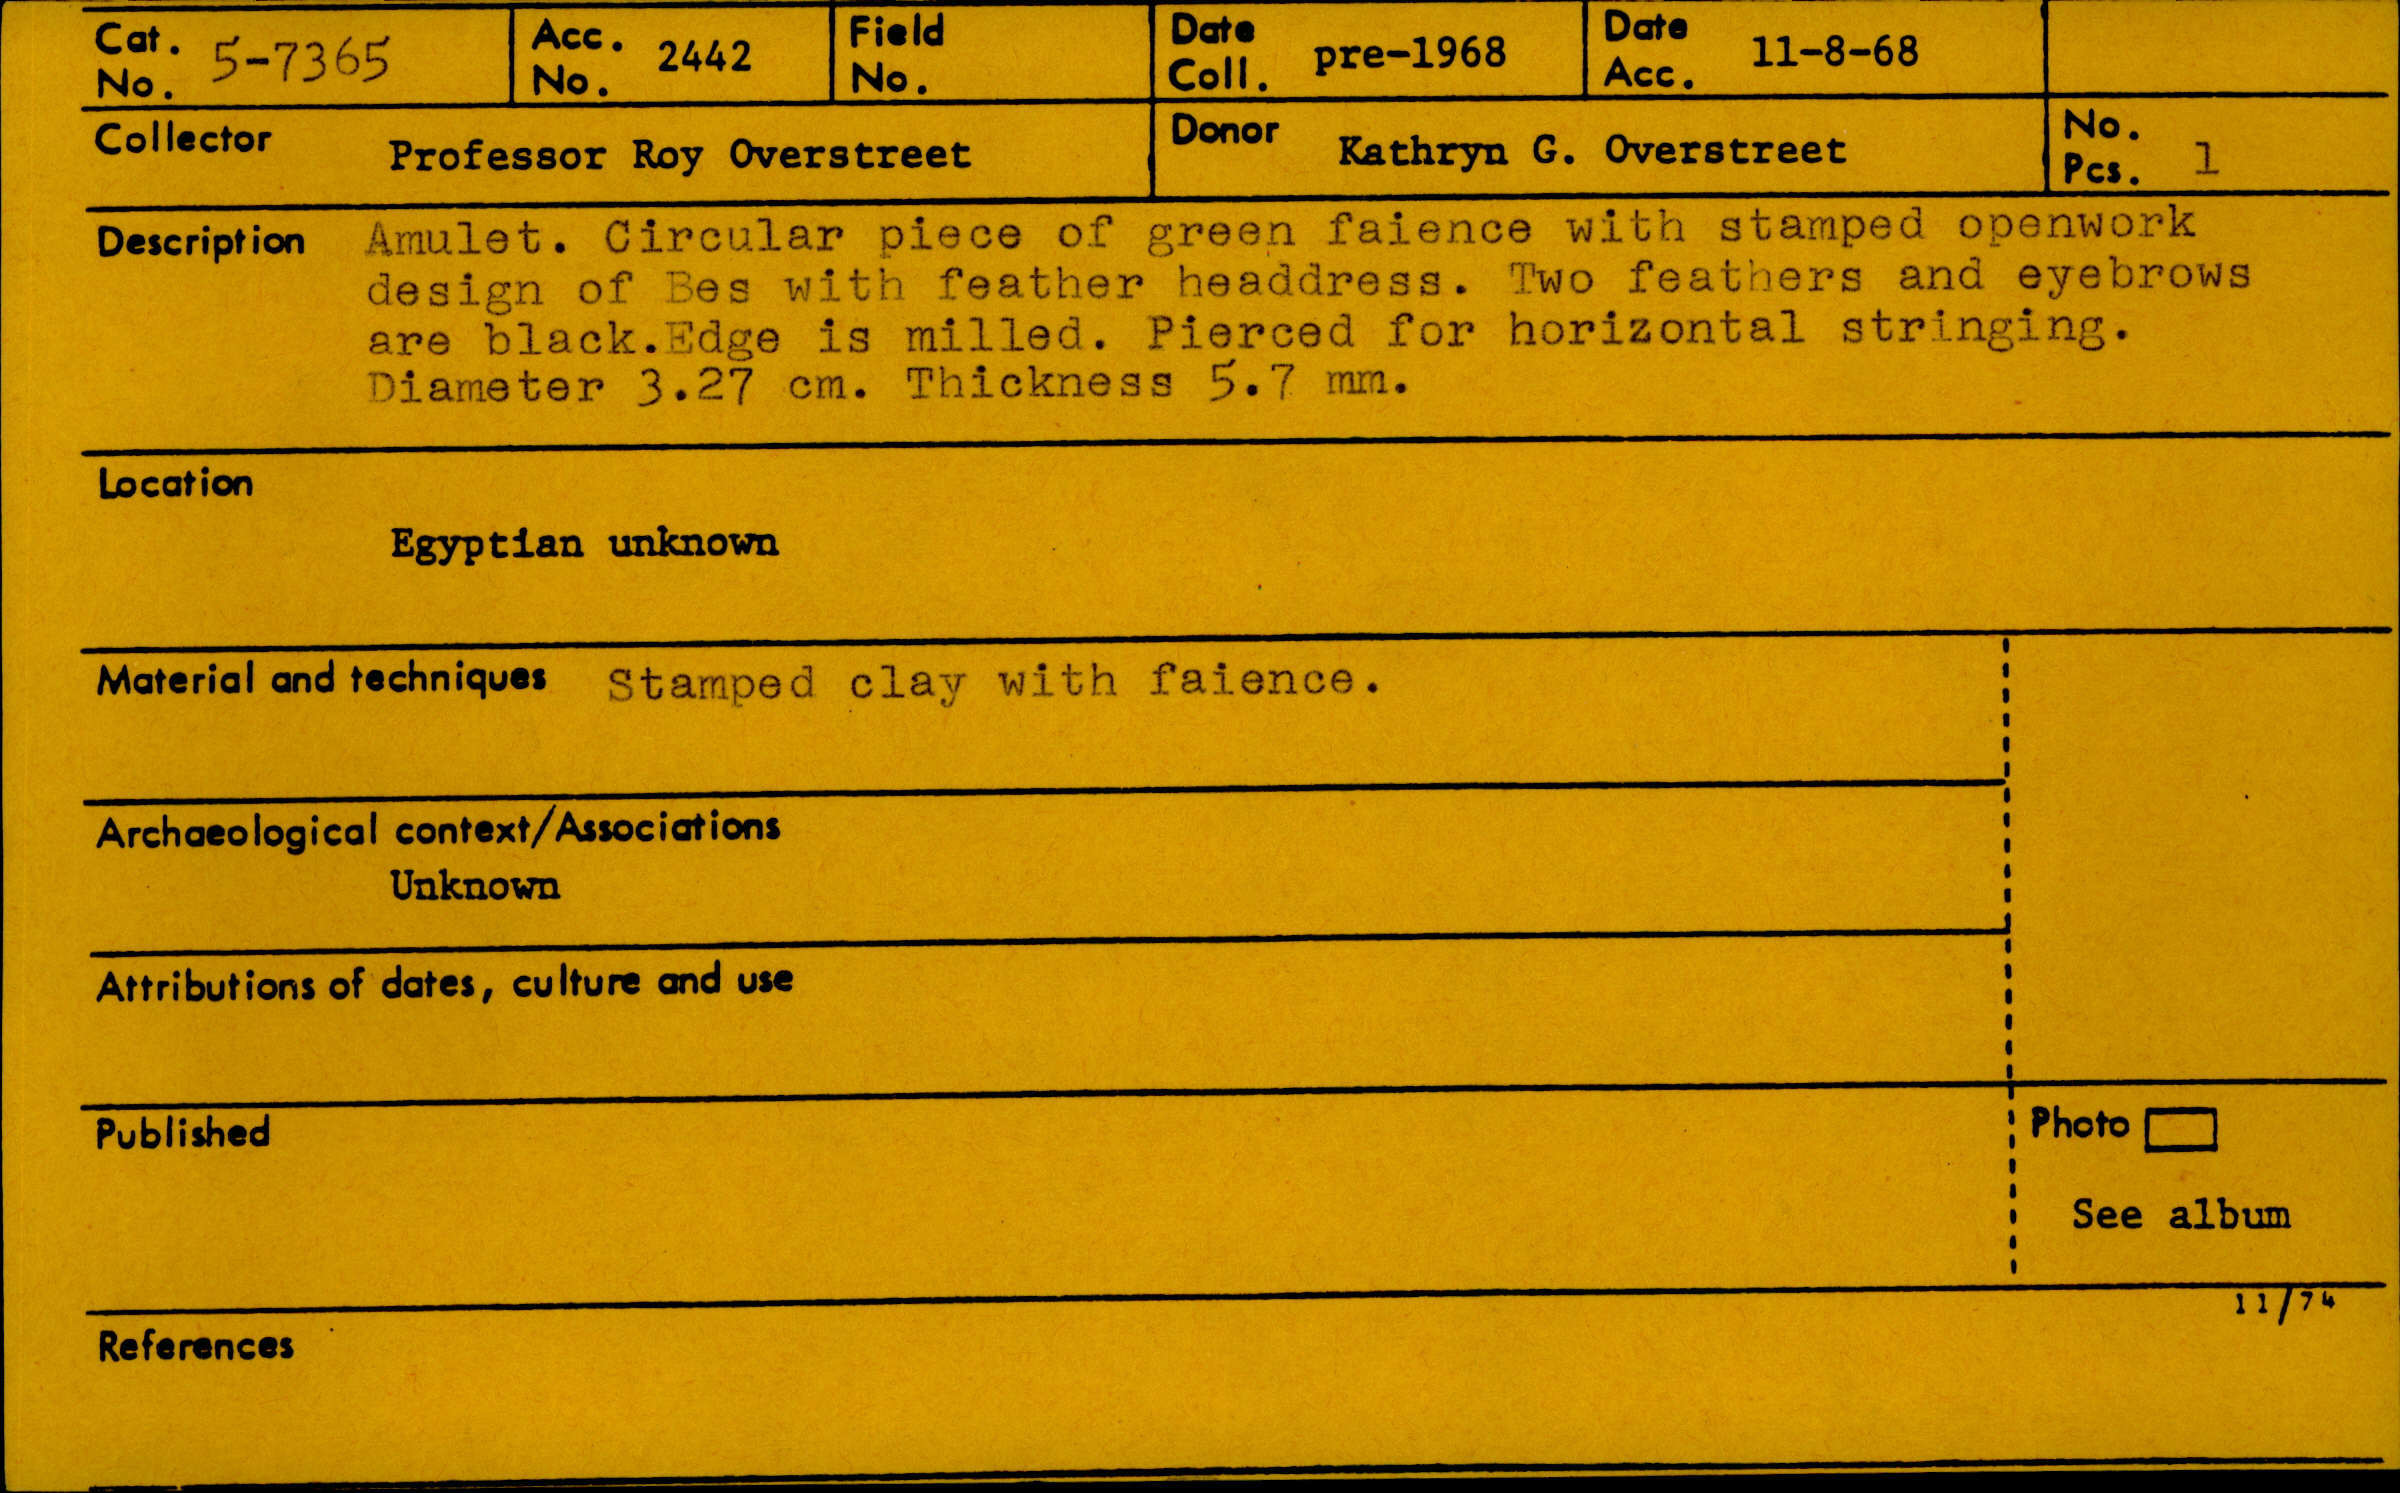 Cat. No. 5-7365
Acc. No. 2442
Field No.
Date Coll. pre-1968
Date Acc. 11-8-68
Collector Professor Roy Overstreet
Donor Kathryn G. Overstreet
No. Pcs. 1
Description Amulet. Circular piece of green faience with stamped openwork
design of Bes with feather headdress. Two feathers and eyebrows
are black.Edge is milled. Pierced for horizontal stringing.
Diameter 3.27 cm. Thickness 5.7 mm.
Location
Egyptian unknown
Material and techniques Stamped clay with faience.
Archaeological context/Associations
Unknown
Attributions of dates, culture and use
Published
Photo
See album
11/74
References